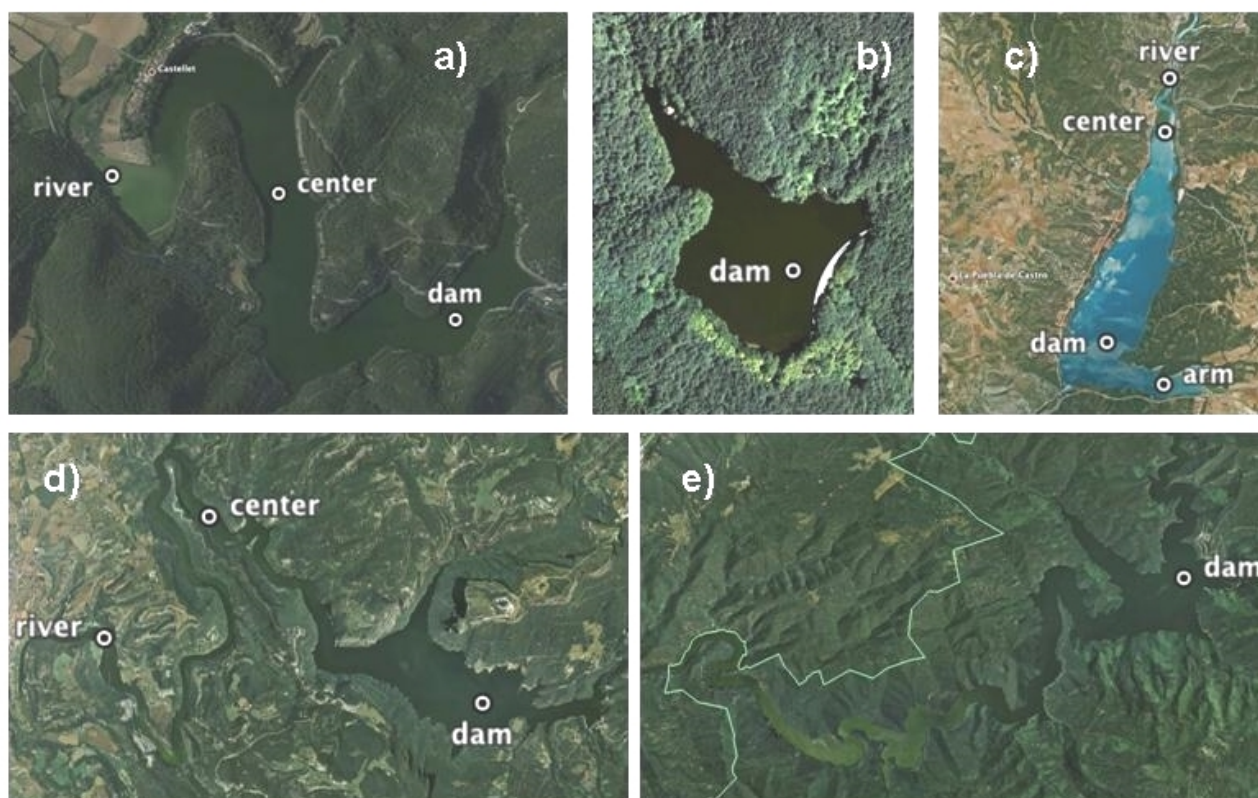 a)
Castellet
river
center
dam
b)
dam
c)
river
center
La Puebla de Castro
dam
arm
d)
center
river
dam
e)
dam